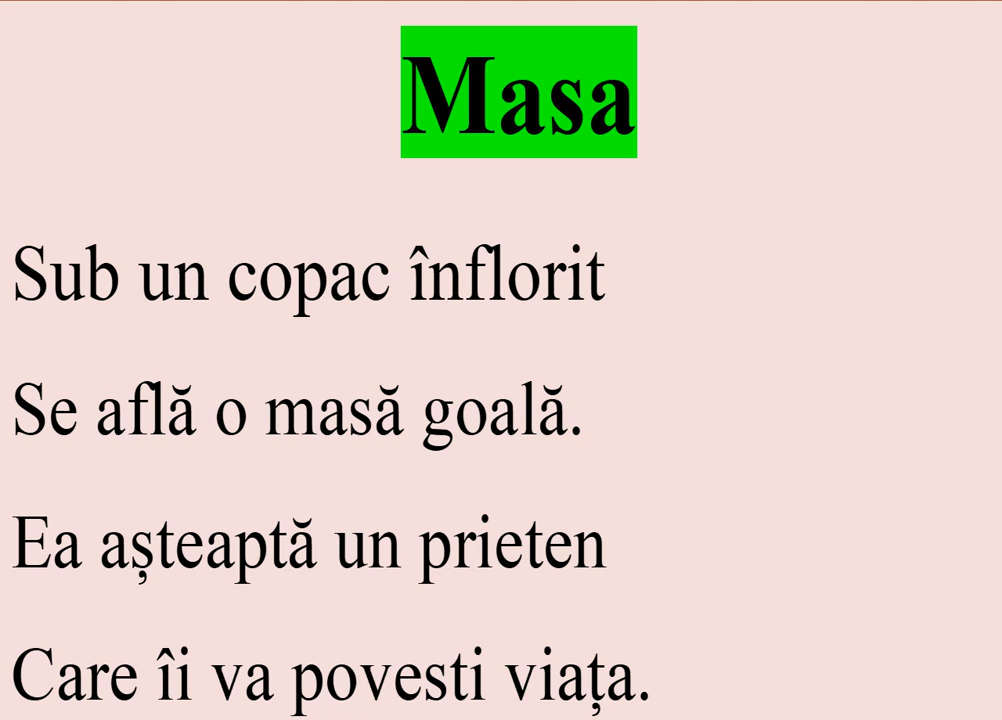 Masa
Sub un copac înflorit
Se află o masă goală.
Ea așteaptă un prieten
Care îi va povesti viața.